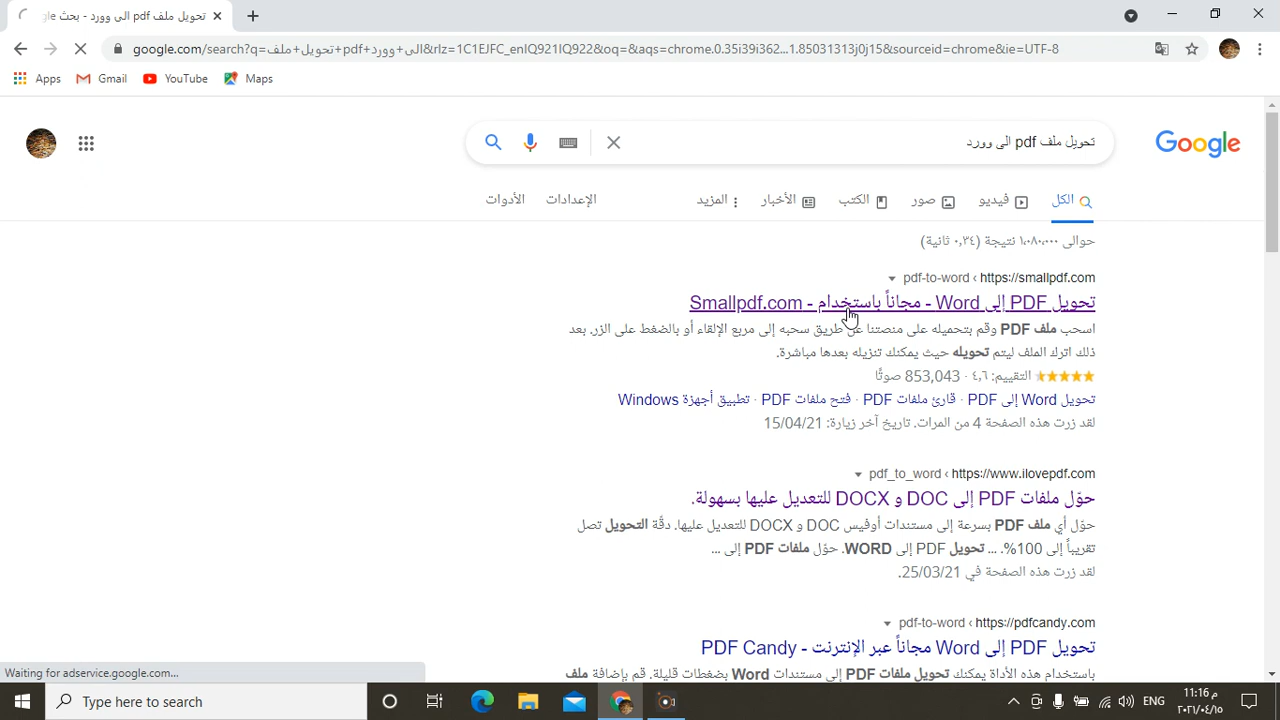 تحويل ملف pdf الى وورد - بحث gle
google.com/search?q=تحويل+ملف+pdf+الى+وورد&rlz=1C1EJFC_enIQ921IQ922&oq=&aqs=chrome.0.35i39i362...1.85031313j0j15&sourceid=chrome&ie=UTF-8
Apps Gmail YouTube Maps
تحويل ملف pdf الى وورد
Google
الكل فيديو صور الكتب الأخبار المزيد الإعدادات الأدوات
حوالى ١٬٠٨٠٬٠٠٠ نتيجة (٠٫٣٤ ثانية)
https://smallpdf.com › pdf-to-word
تحويل PDF إلى Word - مجاناً باستخدام - Smallpdf.com
اسحب ملف PDF وقم بتحميله على منصتنا عن طريق سحبه إلى مربع الإلقاء أو بالضغط على الزر. بعد
ذلك اترك الملف ليتم تحويله حيث يمكنك تنزيله بعدها مباشرة.
التقييم: ٤٫٦ · 853,043 صوتًا
تحويل Word إلى PDF · قارئ ملفات PDF · فتح ملفات PDF · تطبيق أجهزة Windows
لقد زرت هذه الصفحة 4 من المرات. تاريخ آخر زيارة: 15/04/21
https://www.ilovepdf.com › pdf_to_word
حوّل ملفات PDF إلى DOC و DOCX للتعديل عليها بسهولة.
حوّل أي ملف PDF بسرعة إلى مستندات أوفيس DOC و DOCX للتعديل عليها. دقّة التحويل تصل
تقريباً إلى 100%. ... تحويل PDF إلى WORD. حوّل ملفات PDF إلى ...
لقد زرت هذه الصفحة في 25/03/21.
https://pdfcandy.com › pdf-to-word
تحويل PDF إلى Word مجاناً عبر الإنترنت - PDF Candy
باستخدام هذه الأداة يمكنك تحويل ملفات PDF إلى مستندات Word بضغطات قليلة. قم بإضافة ملف
Waiting for adservice.google.com...
Type here to search
ENG
11:16 م
٢٠٢١/٠٤/١٥